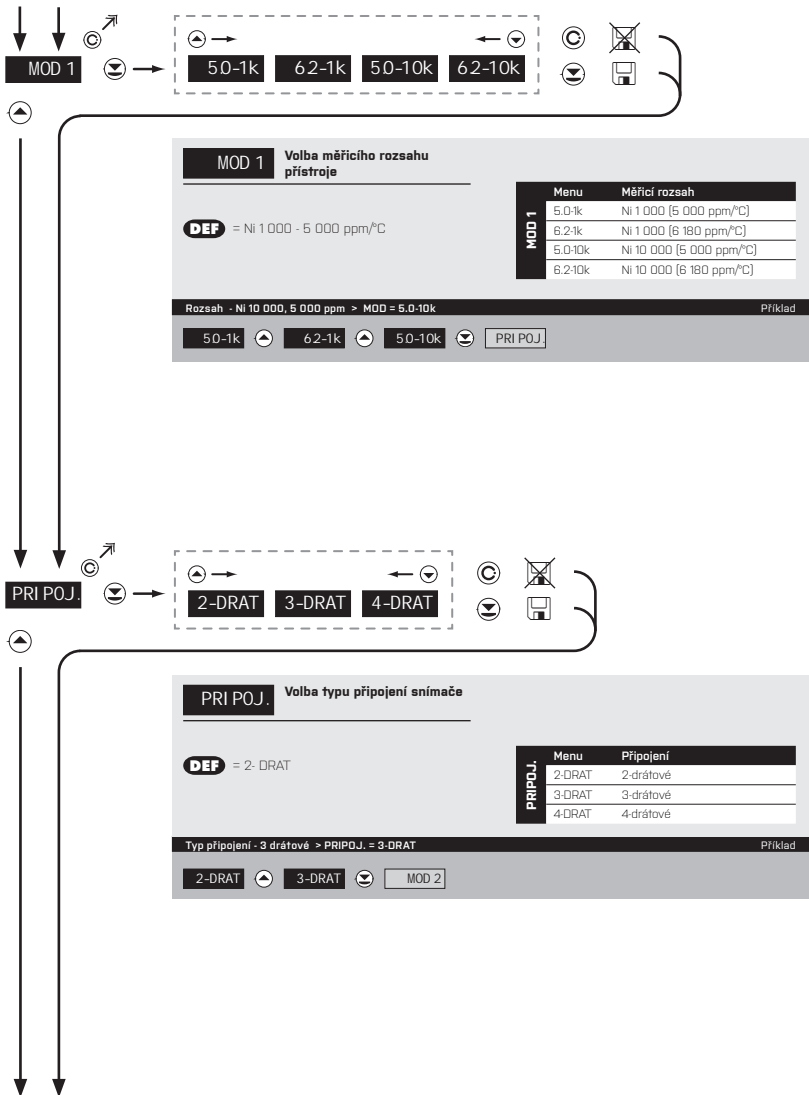 MOD 1
5.0-1k 6.2-1k 5.0-10k 6.2-10k
MOD 1
Volba měřicího rozsahu
přístroje
DEF = Ni 1 000 - 5 000 ppm/°C
MOD 1
Menu Měřicí rozsah
5.0-1k Ni 1 000 (5 000 ppm/°C)
6.2-1k Ni 1 000 (6 180 ppm/°C)
5.0-10k Ni 10 000 (5 000 ppm/°C)
6.2-10k Ni 10 000 (6 180 ppm/°C)
Rozsah - Ni 10 000, 5 000 ppm > MOD = 5.0-10k Příklad
5.0-1k 6.2-1k 5.0-10k PRIPOJ.
PRIPOJ.
2-DRAT 3-DRAT 4-DRAT
PRIPOJ.
Volba typu připojení snímače
DEF = 2- DRAT
PRIPOJ.
Menu Připojení
2-DRAT 2-drátové
3-DRAT 3-drátové
4-DRAT 4-drátové
Typ připojení - 3 drátové > PRIPOJ. = 3-DRAT Příklad
2-DRAT 3-DRAT MOD 2